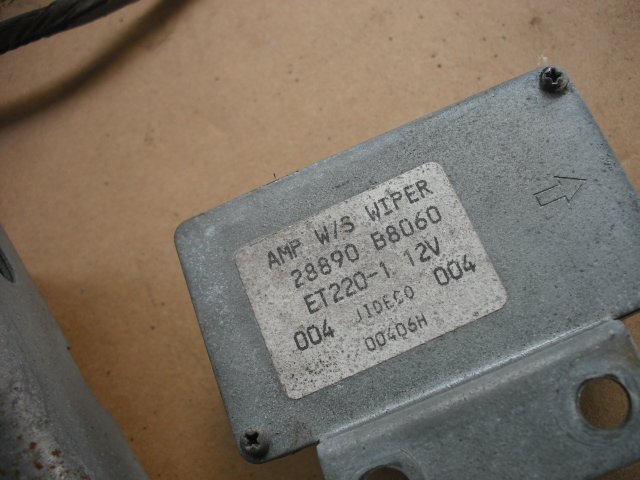 AMP W/S WIPER
28890 B8060
ET220-1 12V
004 JIDECO 004
00406H